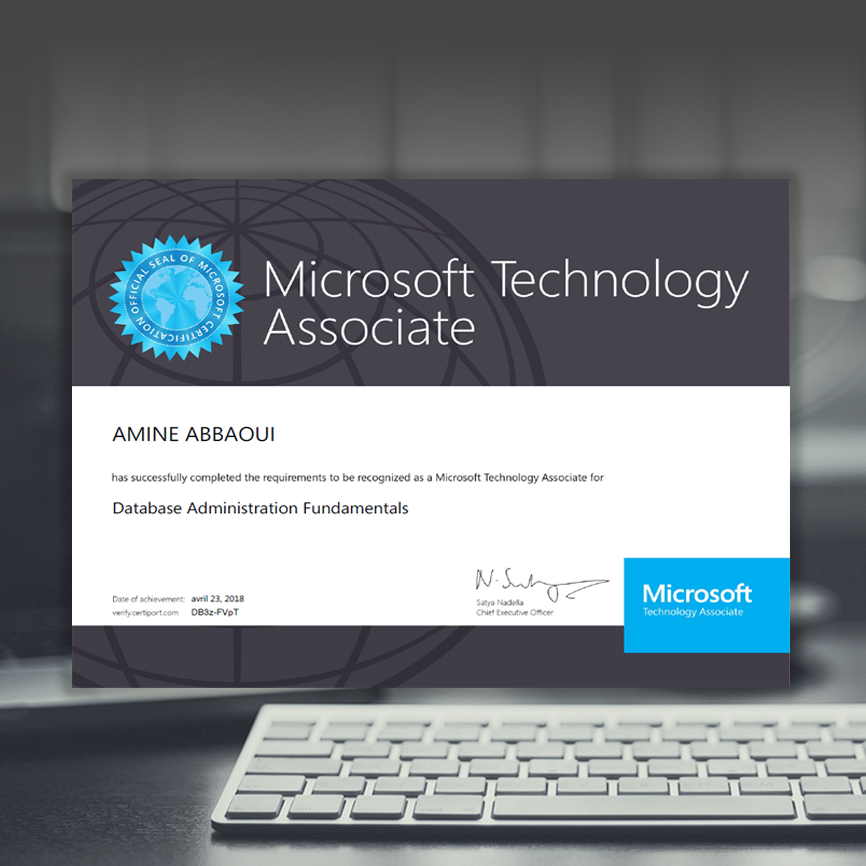 OFFICIAL SEAL OF MICROSOFT CERTIFICATION
Microsoft Technology
Associate
AMINE ABBAOUI
has successfully completed the requirements to be recognized as a Microsoft Technology Associate for
Database Administration Fundamentals
Date of achievement: avril 23, 2018
verify.certiport.com DB3z-FVpT
N. Satya
Satya Nadella
Chief Executive Officer
Microsoft
Technology Associate